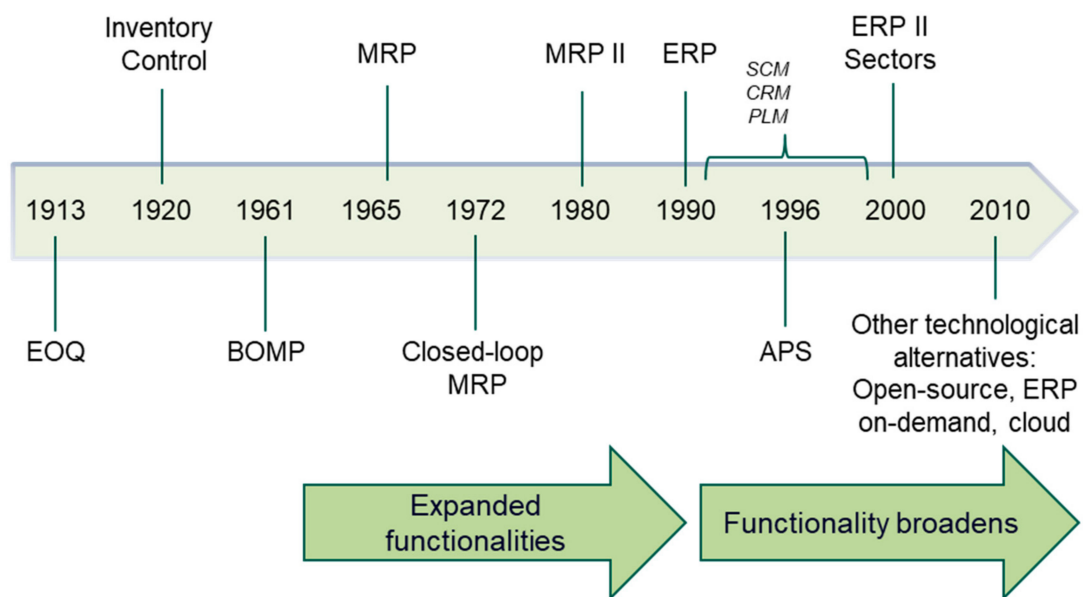 Inventory
Control
MRP
MRP II
ERP
SCM
CRM
PLM
ERP II
Sectors
1913 1920 1961 1965 1972 1980 1990 1996 2000 2010
EOQ
BOMP
Closed-loop
MRP
APS
Other technological
alternatives:
Open-source, ERP
on-demand, cloud
Expanded
functionalities
Functionality broadens